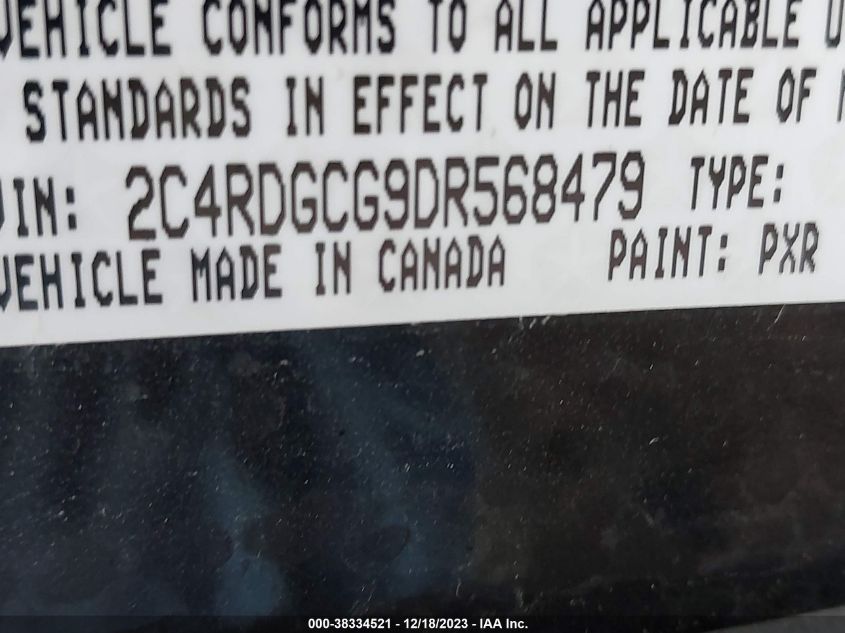 VEHICLE CONFORMS TO ALL APPLICABLE U
STANDARDS IN EFFECT ON THE DATE OF M
VIN: 2C4RDGCG9DR568479 TYPE:
VEHICLE MADE IN CANADA PAINT: PXR
000-38334521 - 12/18/2023 - IAA Inc.